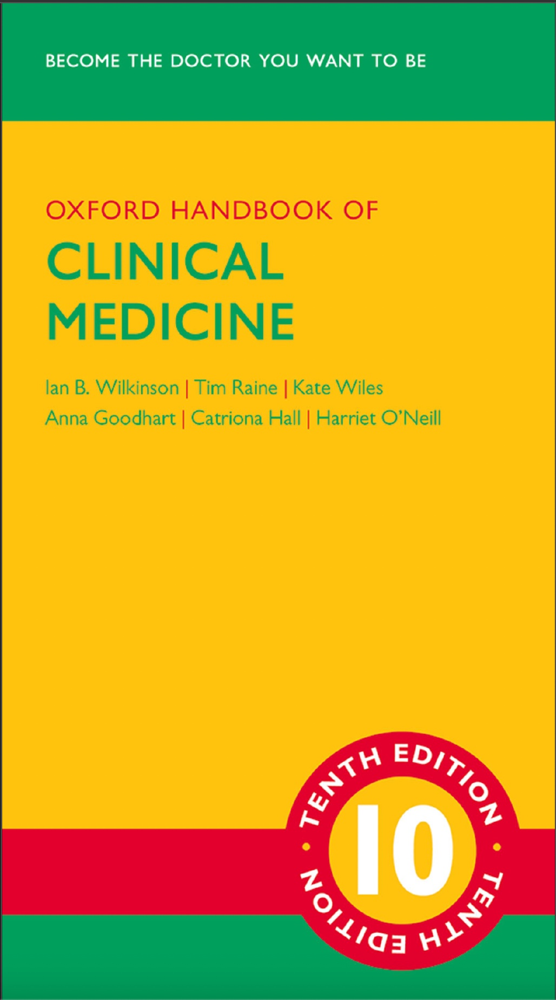 BECOME THE DOCTOR YOU WANT TO BE
OXFORD HANDBOOK OF
CLINICAL
MEDICINE
Ian B. Wilkinson | Tim Raine | Kate Wiles
Anna Goodhart | Catriona Hall | Harriet O’Neill
TENTH EDITION
10
TENTH EDITION